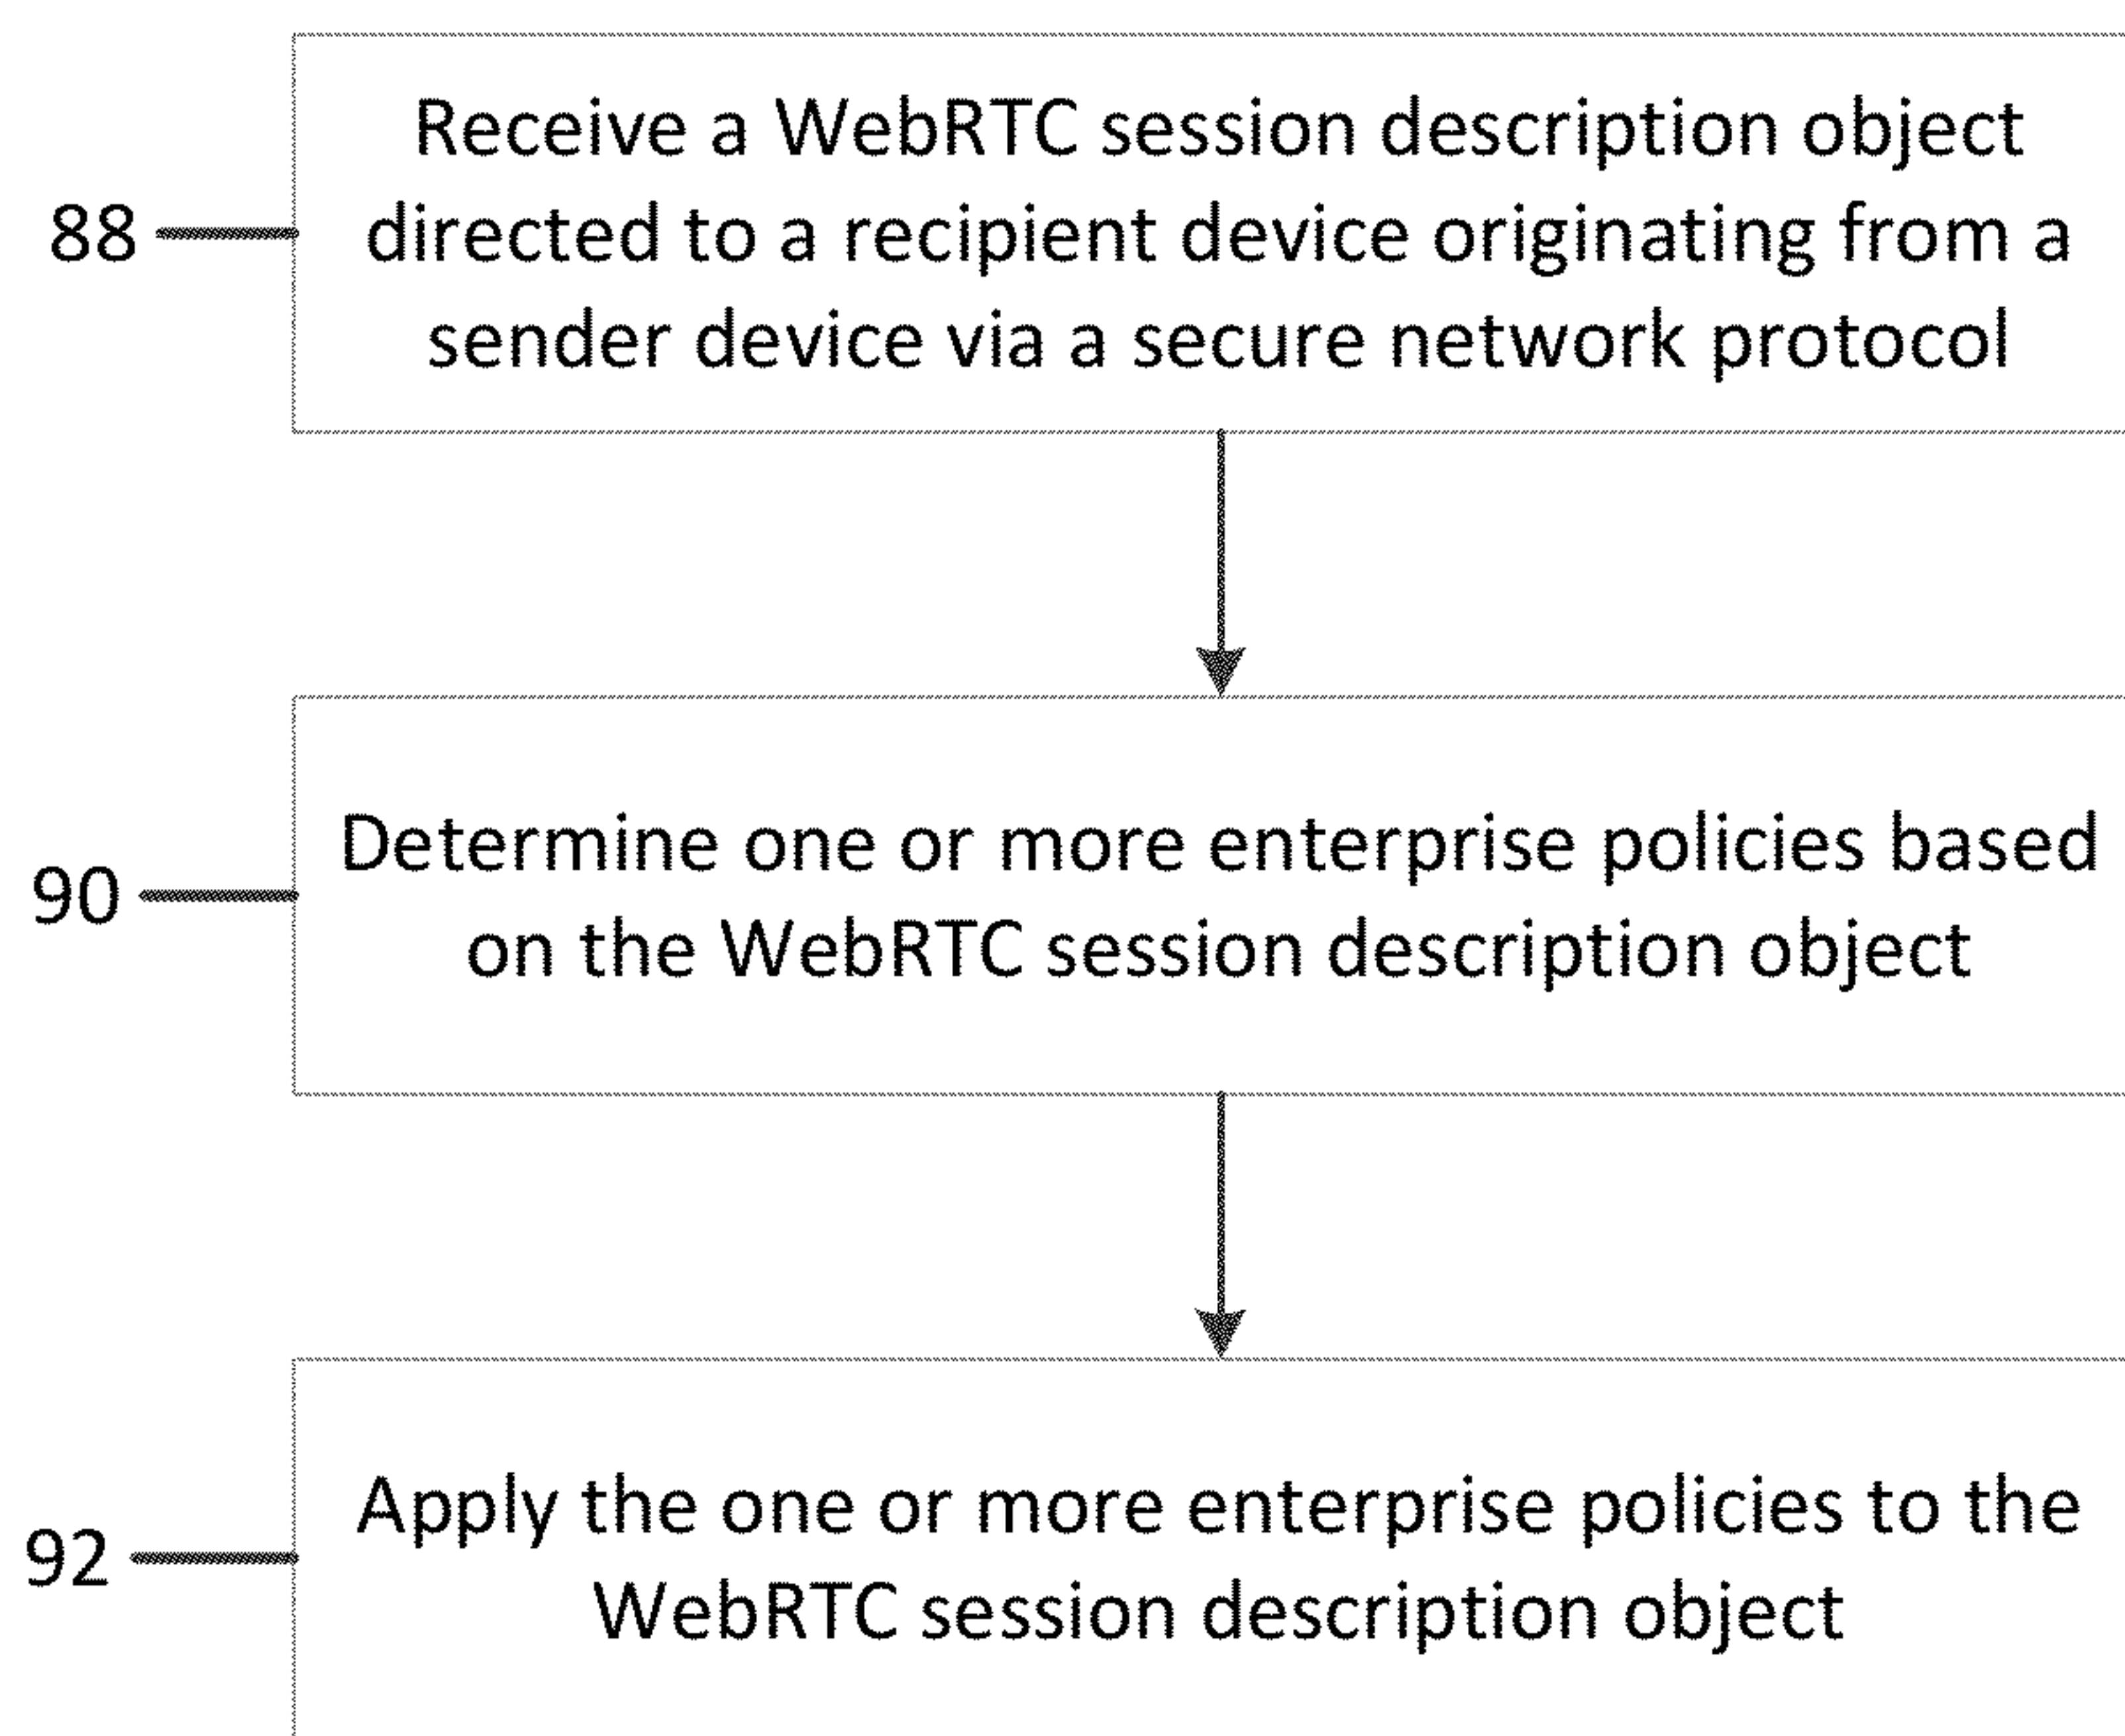 Receive a WebRTC session description object
88
directed to a recipient device originating from a
sender device via a secure network protocol
Determine one or more enterprise policies based
90
on the WebRTC session description object
Apply the one or more enterprise policies to the
92
WebRTC session description object